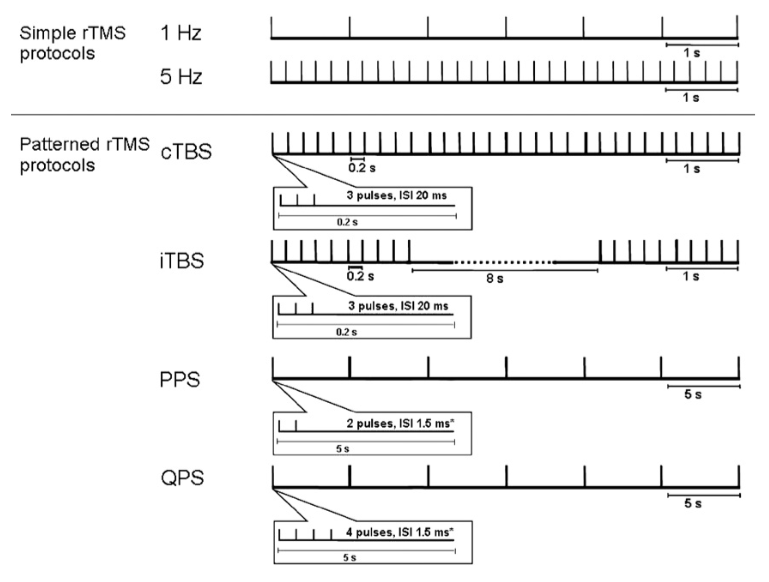 Simple rTMS
protocols
1 Hz
1 s
5 Hz
1 s
Patterned rTMS
protocols
cTBS
0.2 s
1 s
3 pulses, ISI 20 ms
0.2 s
iTBS
0.2 s
8 s
1 s
3 pulses, ISI 20 ms
0.2 s
PPS
5 s
2 pulses, ISI 1.5 ms*
5 s
QPS
5 s
4 pulses, ISI 1.5 ms*
5 s